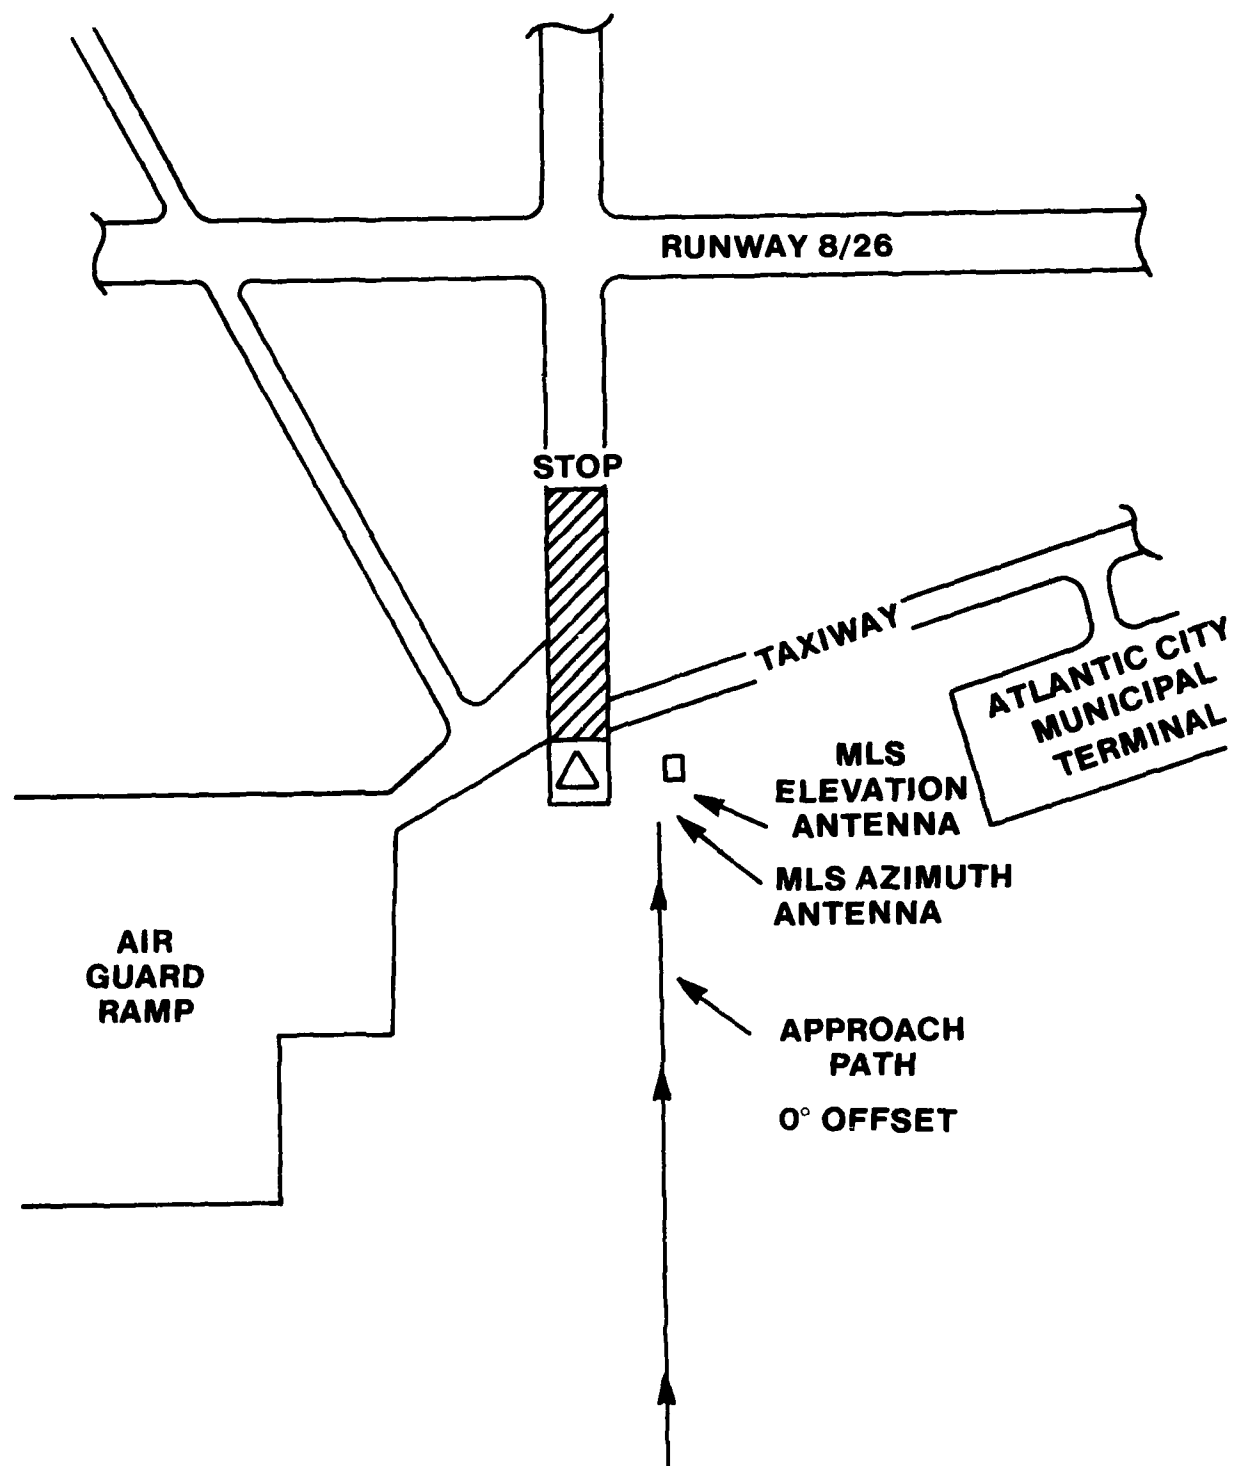 RUNWAY 8/26
STOP
TAXIWAY
ATLANTIC CITY
MUNICIPAL
TERMINAL
MLS
ELEVATION
ANTENNA
MLS AZIMUTH
ANTENNA
AIR
GUARD
RAMP
APPROACH
PATH
0° OFFSET